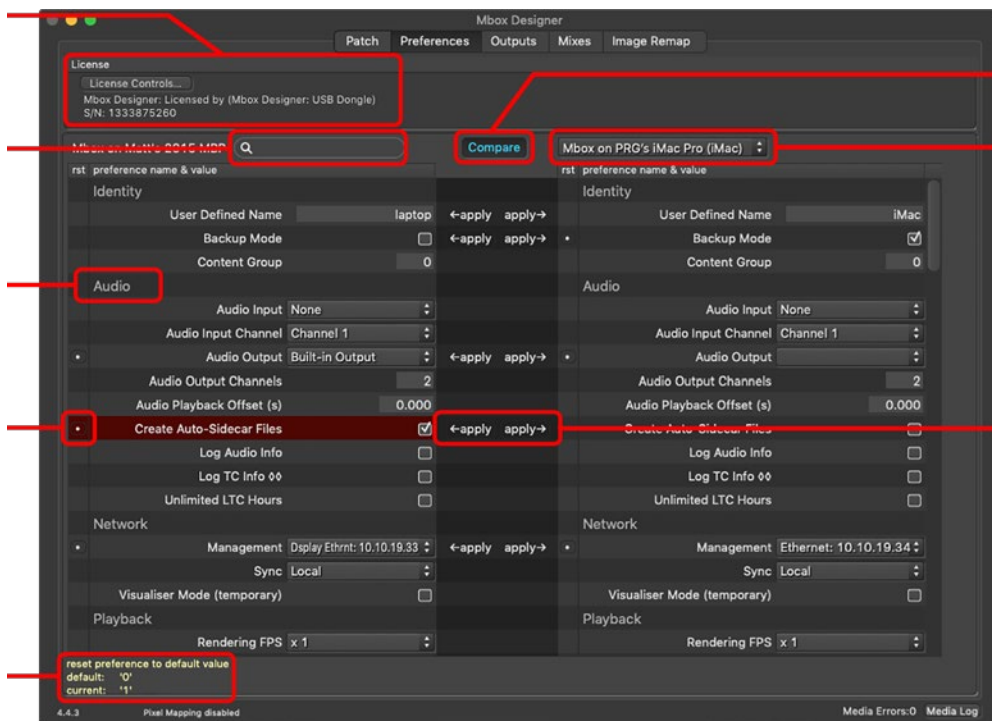 Mbox Designer
Patch Preferences Outputs Mixes Image Remap
License
License Controls...
Mbox Designer: Licensed by (Mbox Designer: USB Dongle)
S/N: 1333875260
Mbox on Matt's 2015 MBP Compare Mbox on PRG's iMac Pro (iMac)
rst preference name & value rst preference name & value
Identity Identity
User Defined Name laptop ←apply apply→ User Defined Name iMac
Backup Mode ←apply apply→ • Backup Mode
Content Group 0 Content Group 0
Audio Audio
Audio Input None Audio Input None
Audio Input Channel Channel 1 Audio Input Channel Channel 1
• Audio Output Built-in Output ←apply apply→ • Audio Output
Audio Output Channels 2 Audio Output Channels 2
Audio Playback Offset (s) 0.000 Audio Playback Offset (s) 0.000
• Create Auto-Sidecar Files ←apply apply→ Create Auto-Sidecar Files
Log Audio Info Log Audio Info
Log TC Info ◊◊ Log TC Info ◊◊
Unlimited LTC Hours Unlimited LTC Hours
Network Network
• Management Dsplay Ethrnt: 10.10.19.33 ←apply apply→ • Management Ethernet: 10.10.19.34
Sync Local Sync Local
Visualiser Mode (temporary) Visualiser Mode (temporary)
Playback Playback
Rendering FPS x 1 Rendering FPS x 1
reset preference to default value
default: '0'
current: '1'
4.4.3 Pixel Mapping disabled Media Errors:0 Media Log